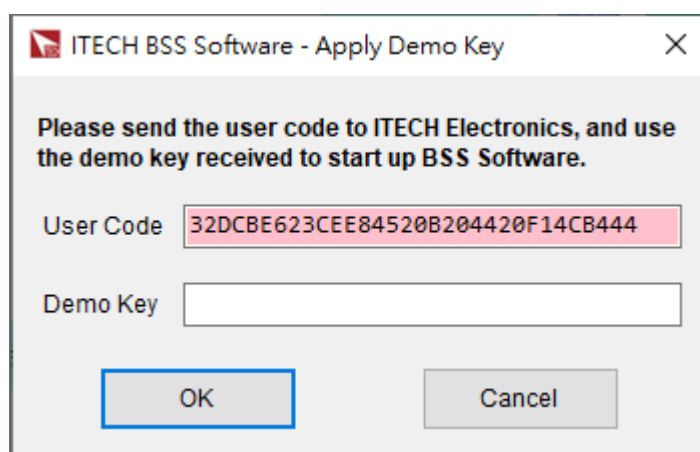 ITECH BSS Software - Apply Demo Key
Please send the user code to ITECH Electronics, and use
the demo key received to start up BSS Software.
User Code 32DCBE623CEE84520B204420F14CB444
Demo Key
OK Cancel